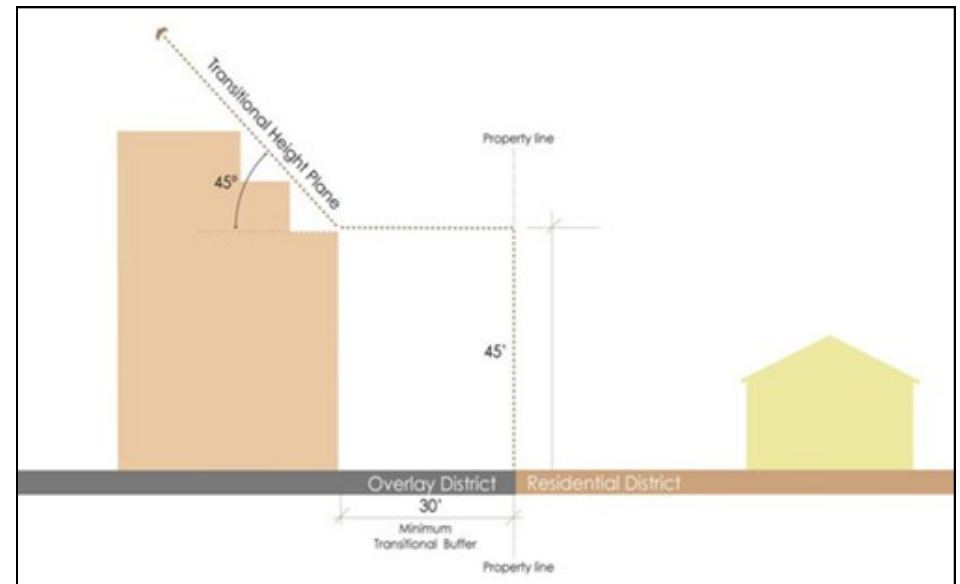 Transitional Height Plane
Property line
45°
45'
Overlay District
Residential District
30'
Minimum
Transitional Buffer
Property line